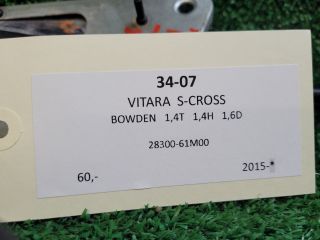 34-07
VITARA S-CROSS
BOWDEN 1,4T 1,4H 1,6D
28300-61M00
60,-
2015-